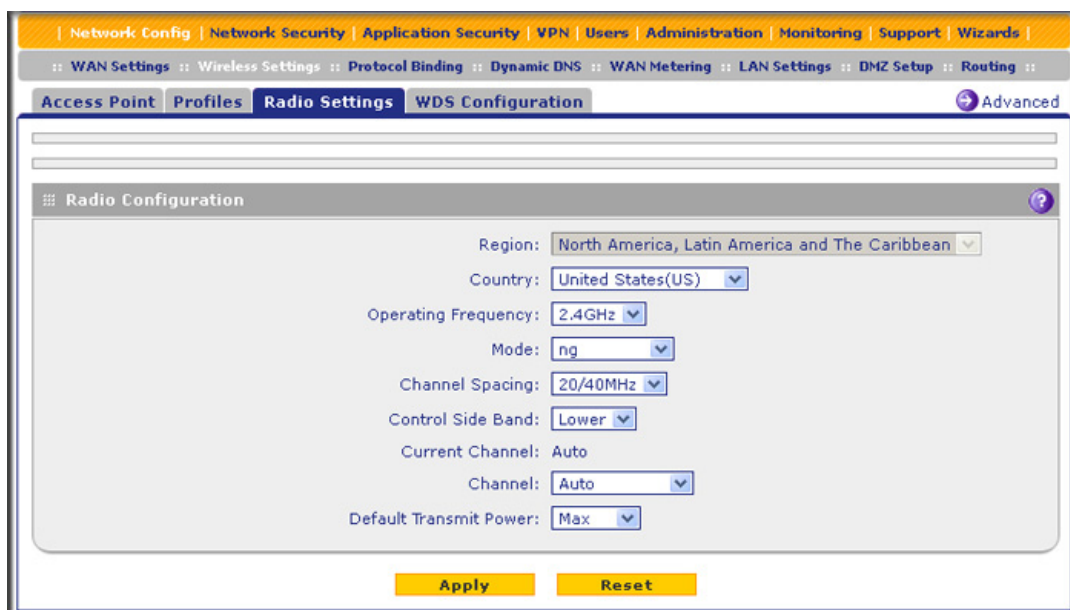 | Network Config | Network Security | Application Security | VPN | Users | Administration | Monitoring | Support | Wizards |
:: WAN Settings :: Wireless Settings :: Protocol Binding :: Dynamic DNS :: WAN Metering :: LAN Settings :: DMZ Setup :: Routing ::
Access Point Profiles Radio Settings WDS Configuration Advanced
Radio Configuration ?
Region: North America, Latin America and The Caribbean
Country: United States(US)
Operating Frequency: 2.4GHz
Mode: ng
Channel Spacing: 20/40MHz
Control Side Band: Lower
Current Channel: Auto
Channel: Auto
Default Transmit Power: Max
Apply Reset